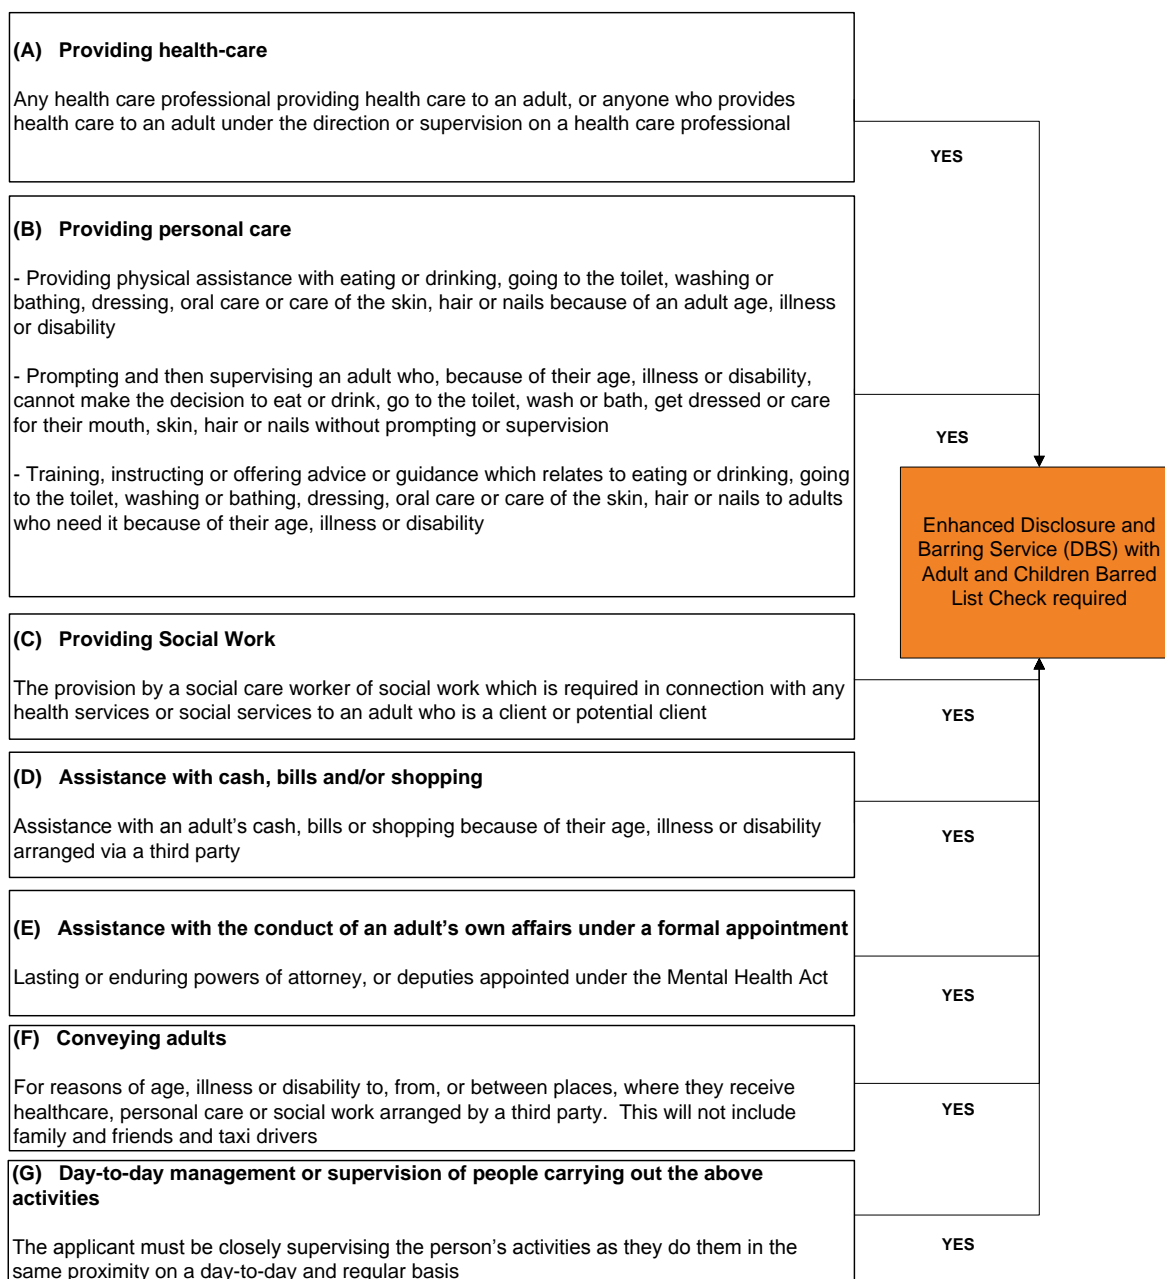 (A) Providing health-care
Any health care professional providing health care to an adult, or anyone who provides
health care to an adult under the direction or supervision on a health care professional
YES
(B) Providing personal care
- Providing physical assistance with eating or drinking, going to the toilet, washing or
bathing, dressing, oral care or care of the skin, hair or nails because of an adult age, illness
or disability
- Prompting and then supervising an adult who, because of their age, illness or disability,
cannot make the decision to eat or drink, go to the toilet, wash or bath, get dressed or care
for their mouth, skin, hair or nails without prompting or supervision
- Training, instructing or offering advice or guidance which relates to eating or drinking, going
to the toilet, washing or bathing, dressing, oral care or care of the skin, hair or nails to adults
who need it because of their age, illness or disability
YES
Enhanced Disclosure and
Barring Service (DBS) with
Adult and Children Barred
List Check required
(C) Providing Social Work
The provision by a social care worker of social work which is required in connection with any
health services or social services to an adult who is a client or potential client
YES
(D) Assistance with cash, bills and/or shopping
Assistance with an adult's cash, bills or shopping because of their age, illness or disability
arranged via a third party
YES
(E) Assistance with the conduct of an adult's own affairs under a formal appointment
Lasting or enduring powers of attorney, or deputies appointed under the Mental Health Act
YES
(F) Conveying adults
For reasons of age, illness or disability to, from, or between places, where they receive
healthcare, personal care or social work arranged by a third party. This will not include
family and friends and taxi drivers
YES
(G) Day-to-day management or supervision of people carrying out the above
activities
The applicant must be closely supervising the person's activities as they do them in the
same proximity on a day-to-day and regular basis
YES